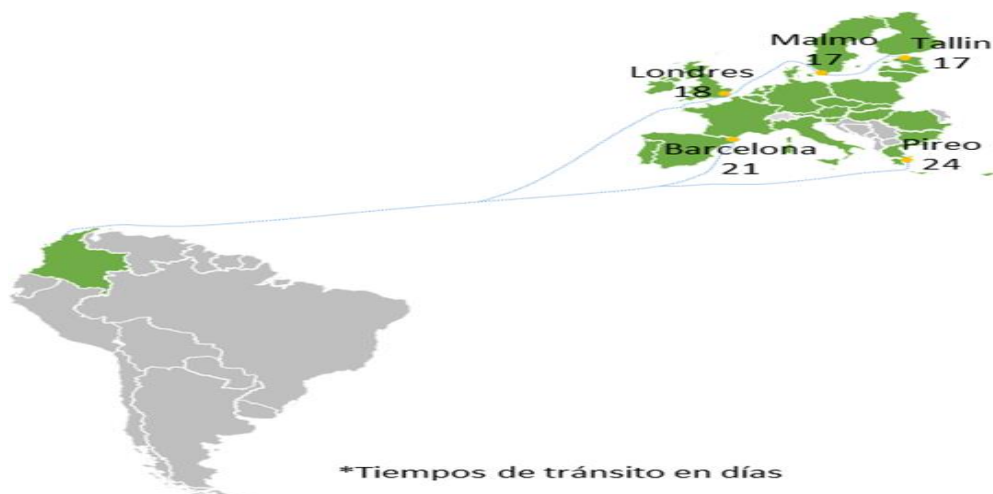 Malmo
17
Tallin
17
Londres
18
Barcelona
21
Pireo
24
*Tiempos de tránsito en días